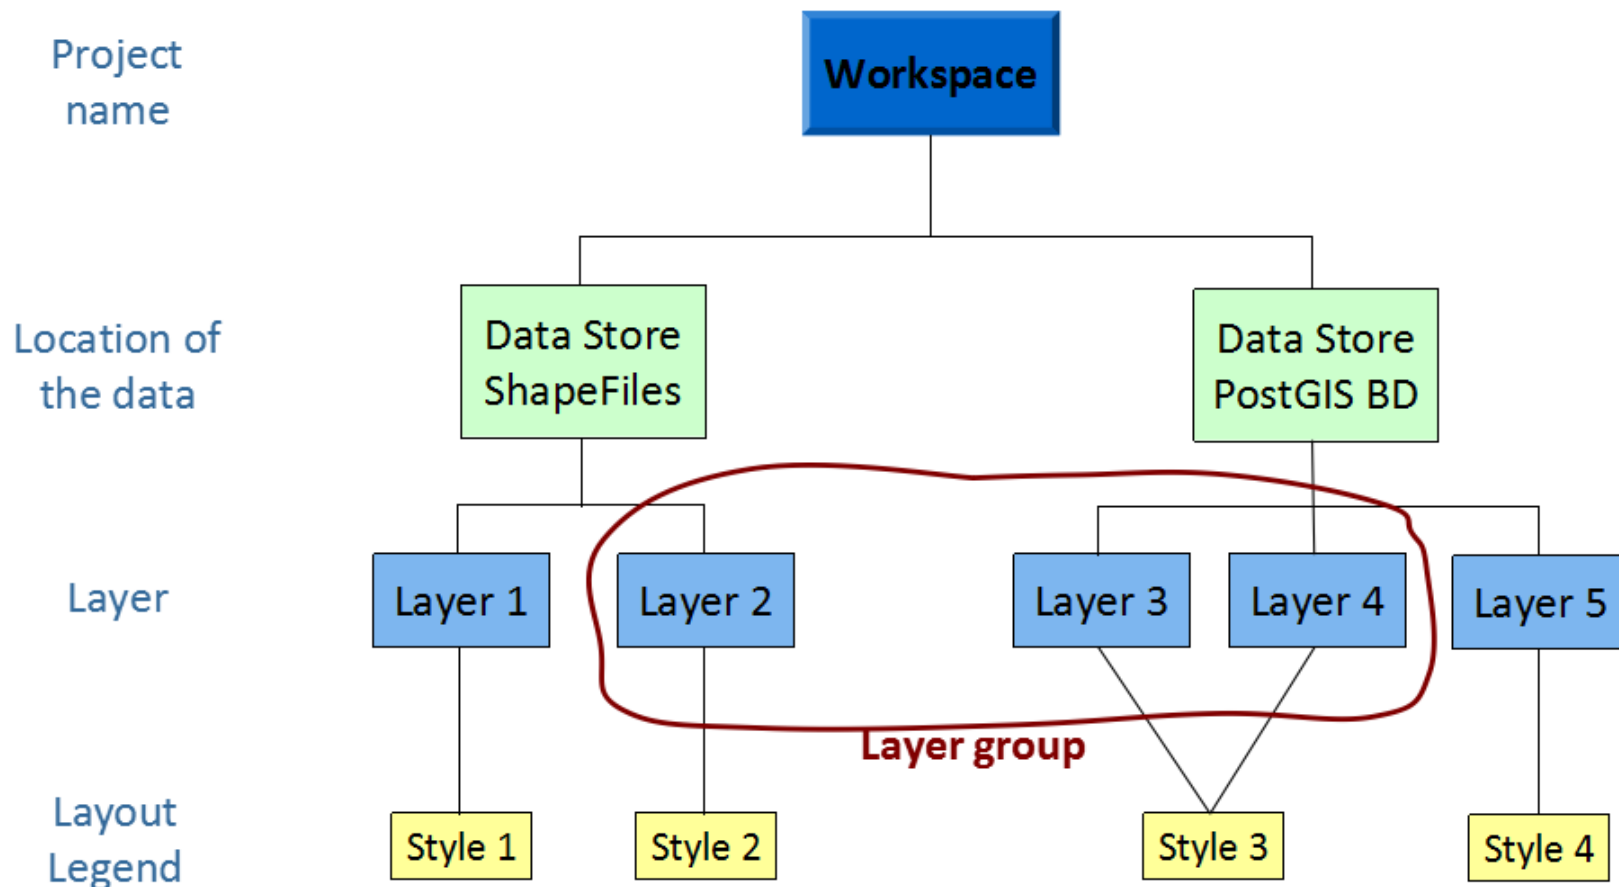 Project
name
Workspace
Location of
the data
Data Store
ShapeFiles
Data Store
PostGIS BD
Layer
Layer 1
Layer 2
Layer 3
Layer 4
Layer 5
Layer group
Layout
Legend
Style 1
Style 2
Style 3
Style 4